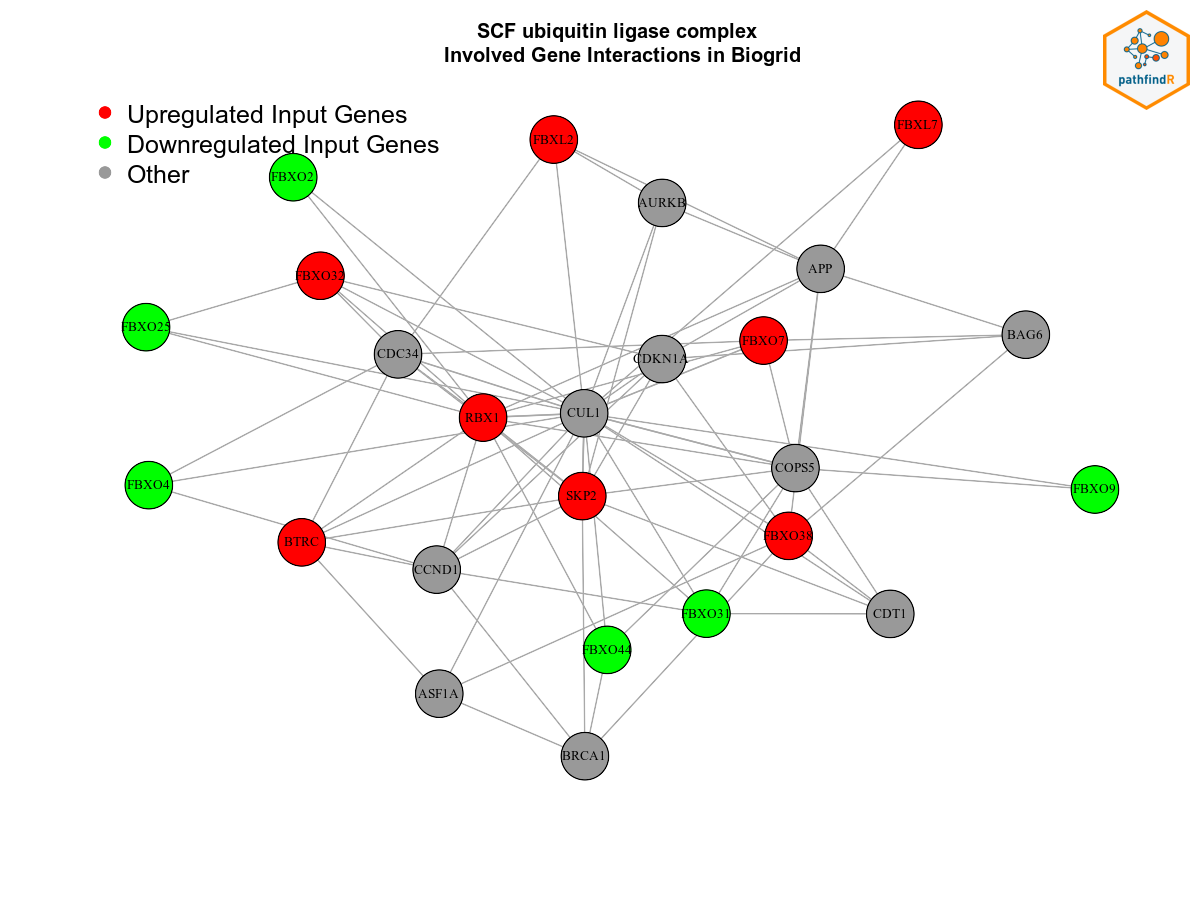 SCF ubiquitin ligase complex
Involved Gene Interactions in Biogrid
pathfindR
Upregulated Input Genes
Downregulated Input Genes
Other
FBXL2
FBXL7
FBXO2
AURKB
FBXO32
APP
FBXO25
BAG6
CDC34
CDKN1A
FBXO7
RBX1
CUL1
COPS5
FBXO4
SKP2
FBXO9
BTRC
FBXO38
CCND1
FBXO31
CDT1
FBXO44
ASF1A
BRCA1